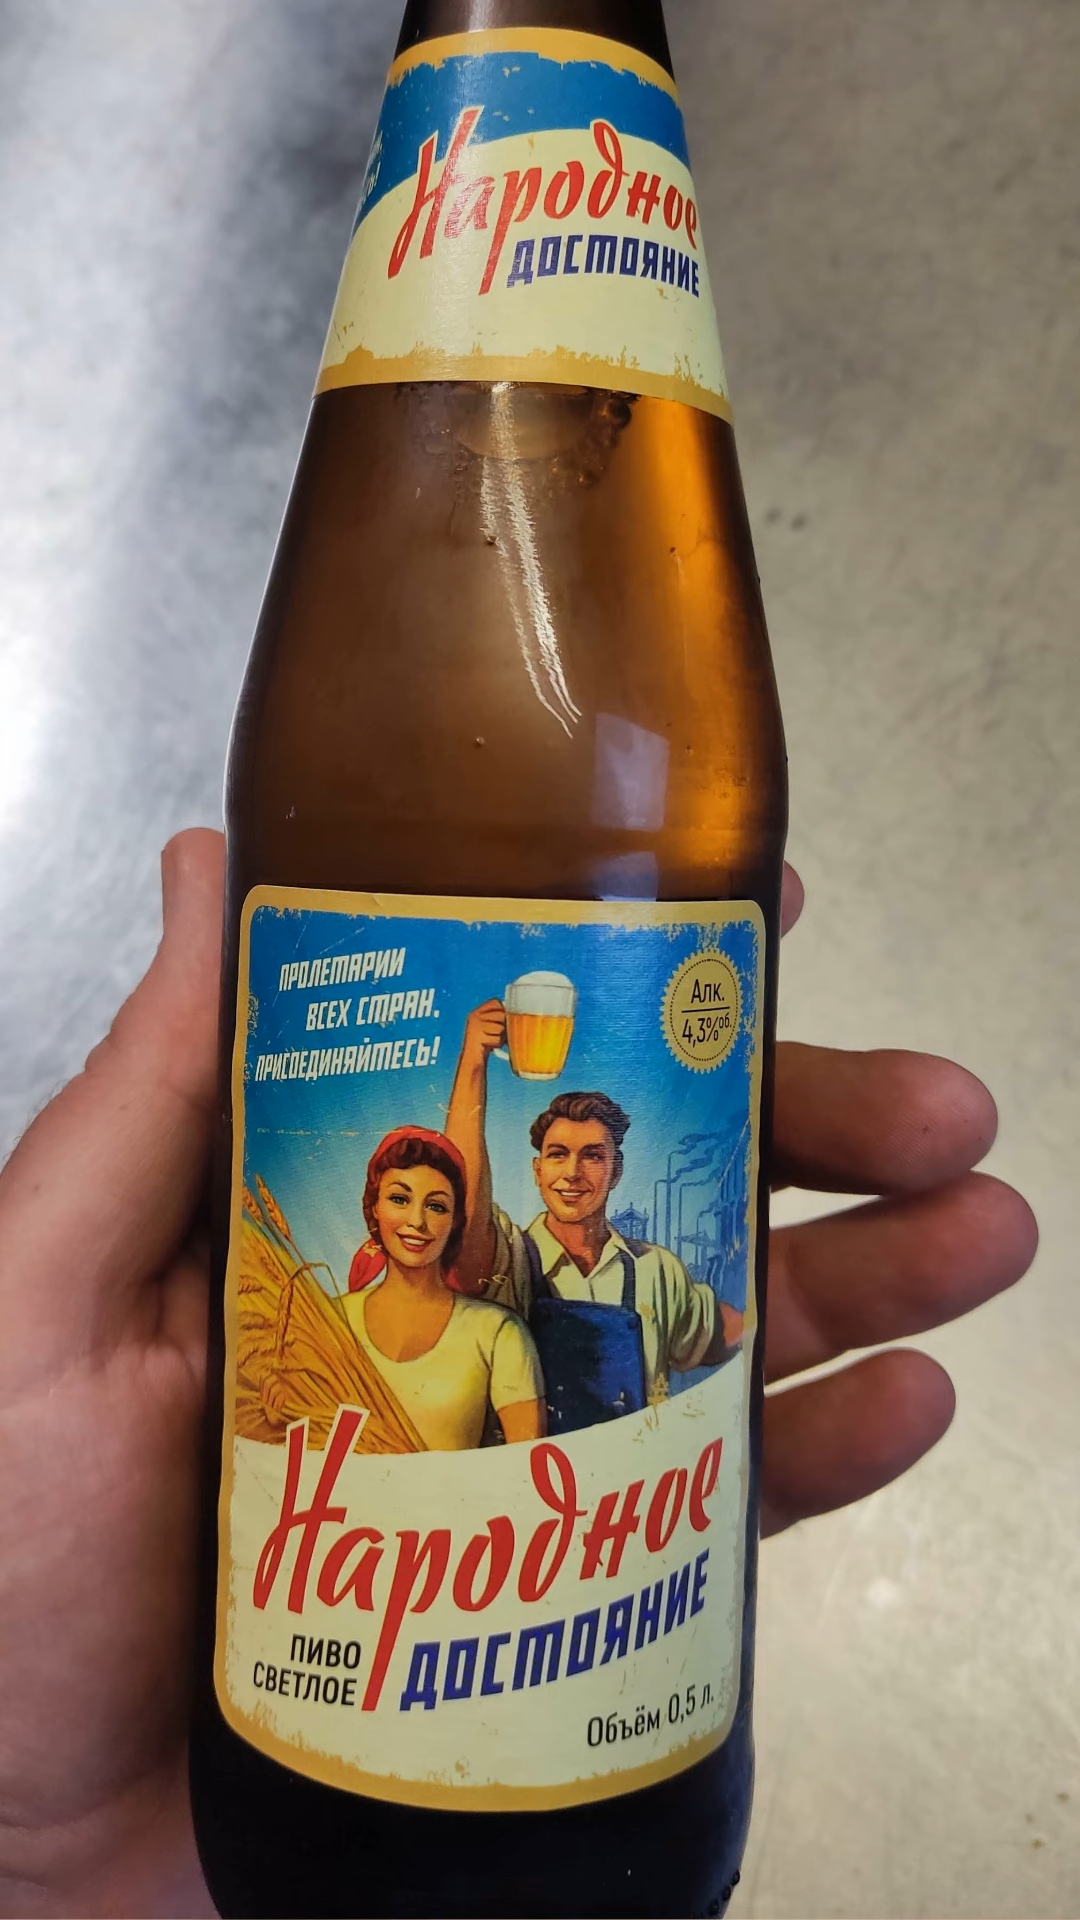 Народное
ДОСТОЯНИЕ
ПРОЛЕТАРИИ
ВСЕХ СТРАН,
ПРИСОЕДИНЯЙТЕСЬ!
Алк.
4,3%об.
Народное
ДОСТОЯНИЕ
ПИВО
СВЕТЛОЕ
Объём 0,5 л.